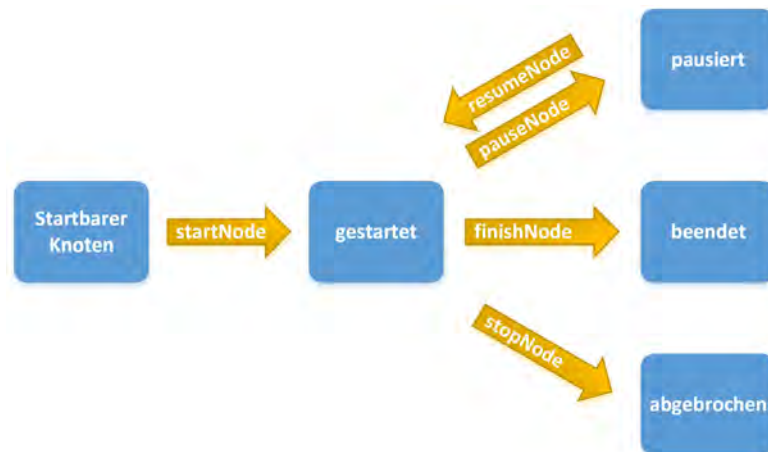 pausiert
resumeNode
pauseNode
Startbarer
Knoten
startNode
gestartet
finishNode
beendet
stopNode
abgebrochen